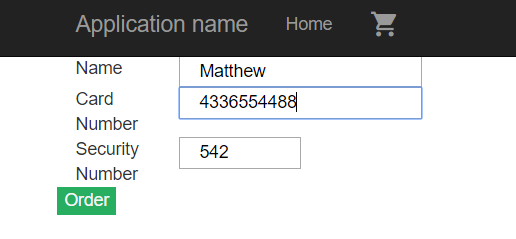 Application name Home
Name Matthew
Card Number 4336554488
Security Number 542
Order